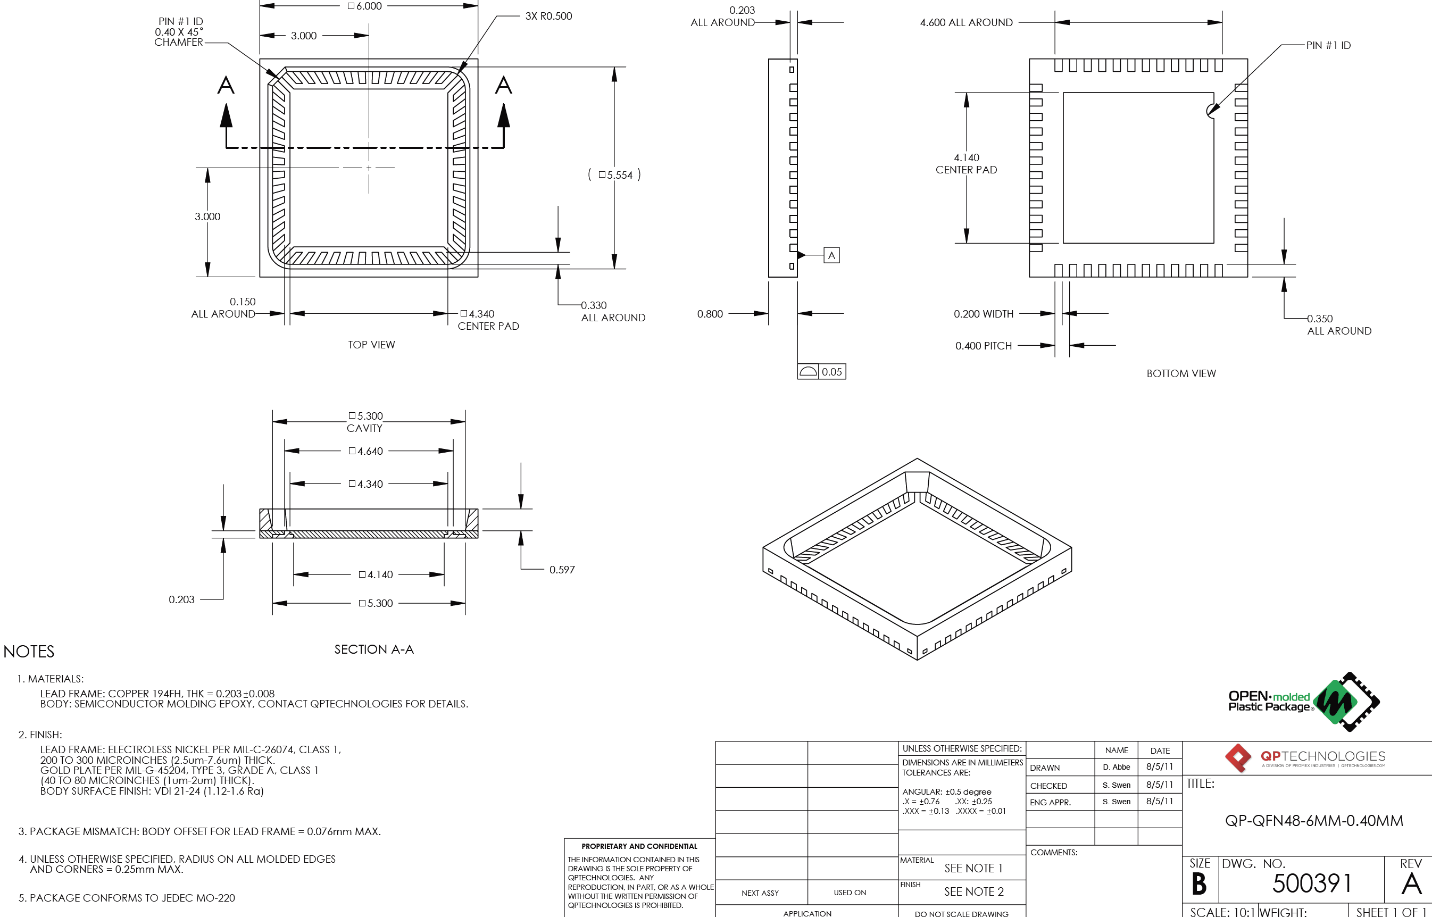 □6.000
PIN #1 ID
0.40 X 45°
CHAMFER
3.000
3X R0.500
A
A
( □5.554 )
3.000
0.150
ALL AROUND
□4.340
CENTER PAD
0.330
ALL AROUND
TOP VIEW
0.203
ALL AROUND
A
0.800
0.05
4.600 ALL AROUND
PIN #1 ID
4.140
CENTER PAD
0.200 WIDTH
0.400 PITCH
0.350
ALL AROUND
BOTTOM VIEW
□5.300
CAVITY
□4.640
□4.340
□4.140
□5.300
0.203
0.597
SECTION A-A
NOTES
1. MATERIALS:
LEAD FRAME: COPPER 194FH, THK = 0.203±0.008
BODY: SEMICONDUCTOR MOLDING EPOXY, CONTACT QPTECHNOLOGIES FOR DETAILS.
2. FINISH:
LEAD FRAME: ELECTROLESS NICKEL PER MIL-C-26074, CLASS 1,
200 TO 300 MICROINCHES (2.5um-7.6um) THICK.
GOLD PLATE PER MIL G-45204, TYPE 3, GRADE A, CLASS 1
(40 TO 80 MICROINCHES (1um-2um) THICK).
BODY SURFACE FINISH: VDI 21-24 (1.12-1.6 Ra)
3. PACKAGE MISMATCH: BODY OFFSET FOR LEAD FRAME = 0.076mm MAX.
4. UNLESS OTHERWISE SPECIFIED, RADIUS ON ALL MOLDED EDGES
AND CORNERS = 0.25mm MAX.
5. PACKAGE CONFORMS TO JEDEC MO-220
PROPRIETARY AND CONFIDENTIAL
THE INFORMATION CONTAINED IN THIS
DRAWING IS THE SOLE PROPERTY OF
QPTECHNOLOGIES. ANY
REPRODUCTION, IN PART, OR AS A WHOLE
WITHOUT THE WRITTEN PERMISSION OF
QPTECHNOLOGIES IS PROHIBITED.
NEXT ASSY
USED ON
APPLICATION
UNLESS OTHERWISE SPECIFIED:
DIMENSIONS ARE IN MILLIMETERS
TOLERANCES ARE:
ANGULAR: ±0.5 degree
.X = ±0.76 .XX: ±0.25
.XXX = ±0.13 .XXXX = ±0.01
MATERIAL
SEE NOTE 1
FINISH
SEE NOTE 2
DO NOT SCALE DRAWING
NAME DATE
DRAWN D. Abbe 8/5/11
CHECKED S. Swen 8/5/11
ENG APPR. S Swen 8/5/11
COMMENTS:
OPEN-molded
Plastic Package®
QPTECHNOLOGIES
TITLE:
QP-QFN48-6MM-0.40MM
SIZE
B
DWG. NO.
500391
REV
A
SCALE: 10:1
WEIGHT:
SHEET 1 OF 1